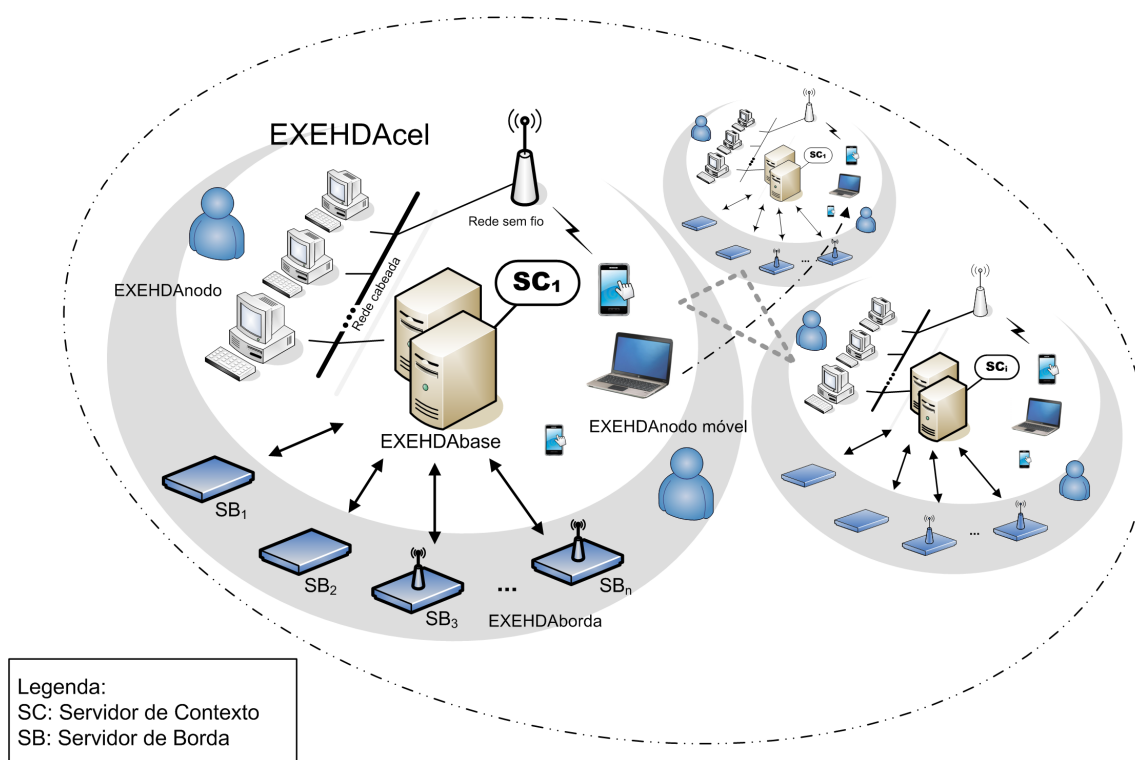 EXEHDAcel
Rede sem fio
EXEHDAnodo
Rede cabeada
SC1
EXEHDAbase
EXEHDAnodo móvel
SB1
SB2
SB3
...
SBn
EXEHDAborda
SC1
...
SCi
...
Legenda:
SC: Servidor de Contexto
SB: Servidor de Borda